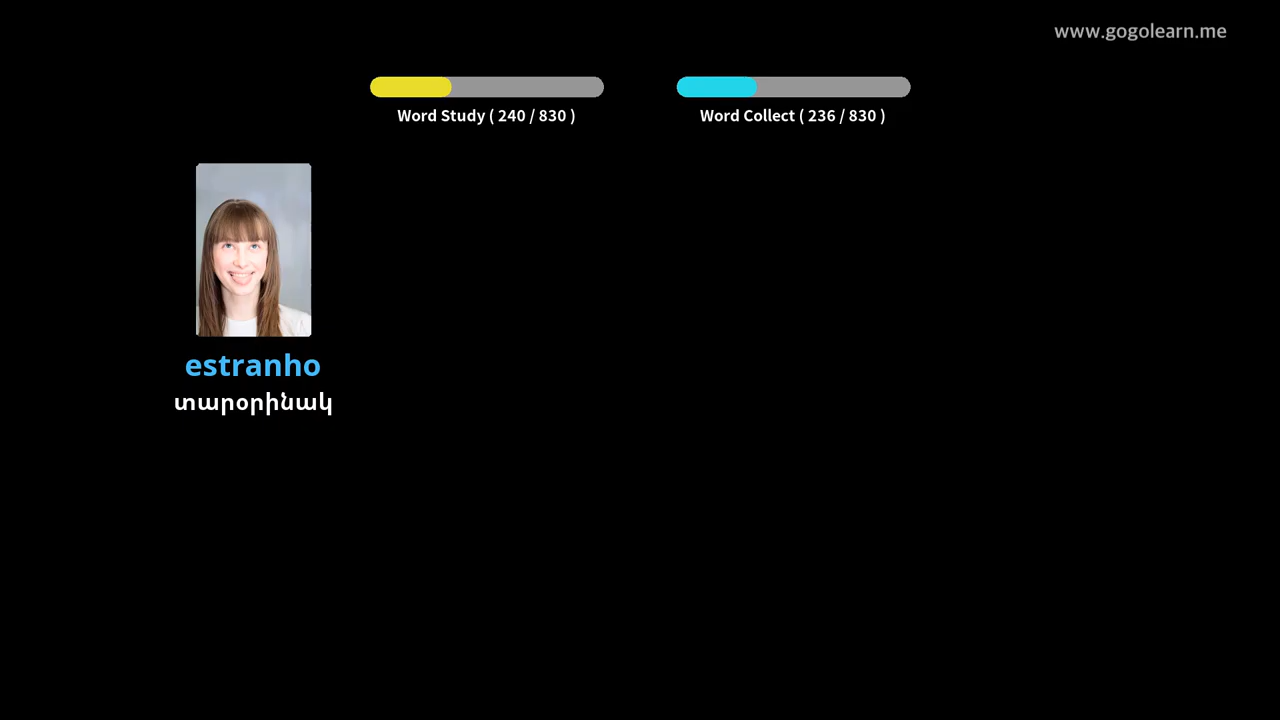 www.gogolearn.me
Word Study ( 240 / 830 )
Word Collect ( 236 / 830 )
estranho
տարօրինակ